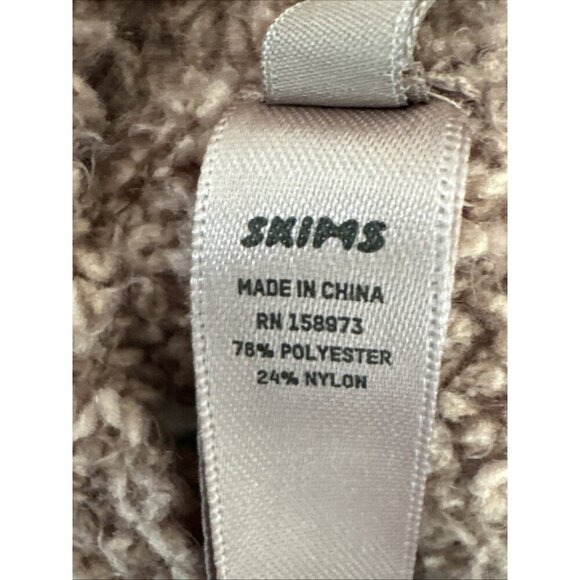 SKIMS
MADE IN CHINA
RN 158973
76% POLYESTER
24% NYLON